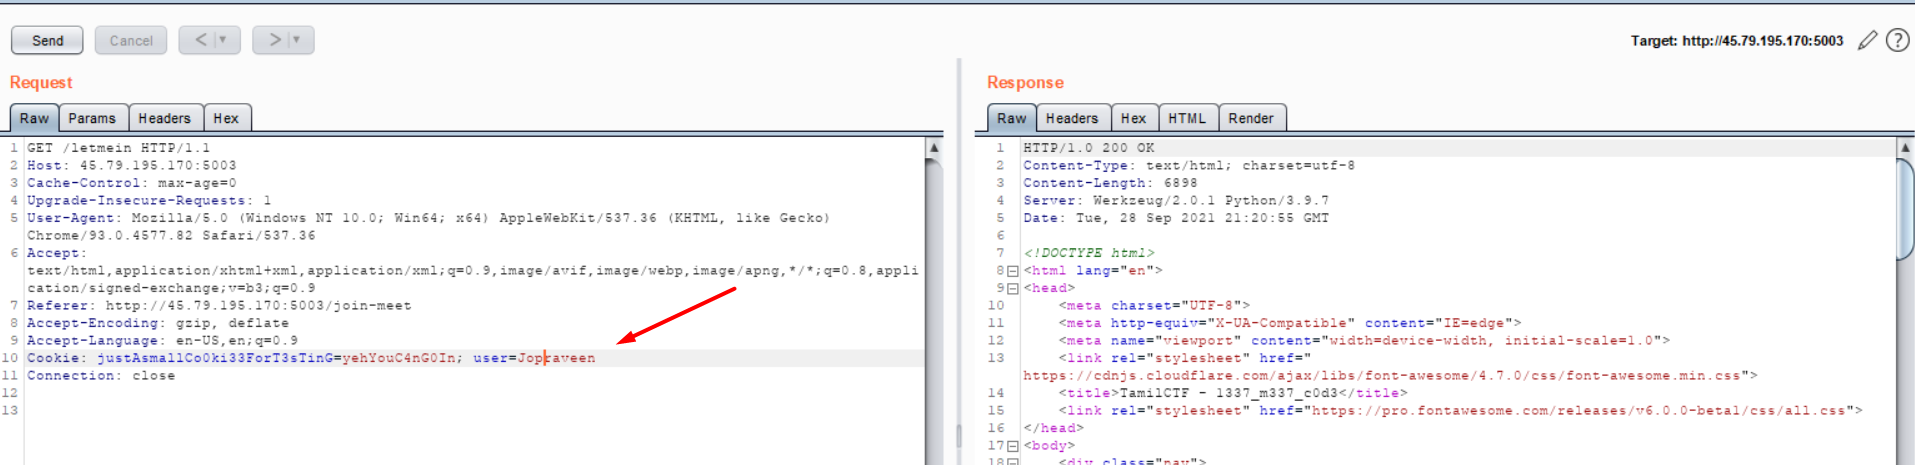 Send
Cancel
<
>
Target: http://45.79.195.170:5003
?
Request
Response
Raw Params Headers Hex
Raw Headers Hex HTML Render
1 GET /letmein HTTP/1.1
2 Host: 45.79.195.170:5003
3 Cache-Control: max-age=0
4 Upgrade-Insecure-Requests: 1
5 User-Agent: Mozilla/5.0 (Windows NT 10.0; Win64; x64) AppleWebKit/537.36 (KHTML, like Gecko)
Chrome/93.0.4577.82 Safari/537.36
6 Accept:
text/html,application/xhtml+xml,application/xml;q=0.9,image/avif,image/webp,image/apng,*/*;q=0.8,appli
cation/signed-exchange;v=b3;q=0.9
7 Referer: http://45.79.195.170:5003/join-meet
8 Accept-Encoding: gzip, deflate
9 Accept-Language: en-US,en;q=0.9
10 Cookie: justAsmallCo0ki33ForT3sTinG=yehYouC4nG0In; user=Jopraveen
11 Connection: close
12
13
1 HTTP/1.0 200 OK
2 Content-Type: text/html; charset=utf-8
3 Content-Length: 6898
4 Server: Werkzeug/2.0.1 Python/3.9.7
5 Date: Tue, 28 Sep 2021 21:20:55 GMT
6
7 <!DOCTYPE html>
8 <html lang="en">
9 <head>
10 <meta charset="UTF-8">
11 <meta http-equiv="X-UA-Compatible" content="IE=edge">
12 <meta name="viewport" content="width=device-width, initial-scale=1.0">
13 <link rel="stylesheet" href="
https://cdnjs.cloudflare.com/ajax/libs/font-awesome/4.7.0/css/font-awesome.min.css">
14 <title>TamilCTF - 1337_m337_c0d3</title>
15 <link rel="stylesheet" href="https://pro.fontawesome.com/releases/v6.0.0-beta1/css/all.css">
16 </head>
17 <body>
18 <div class="nav">